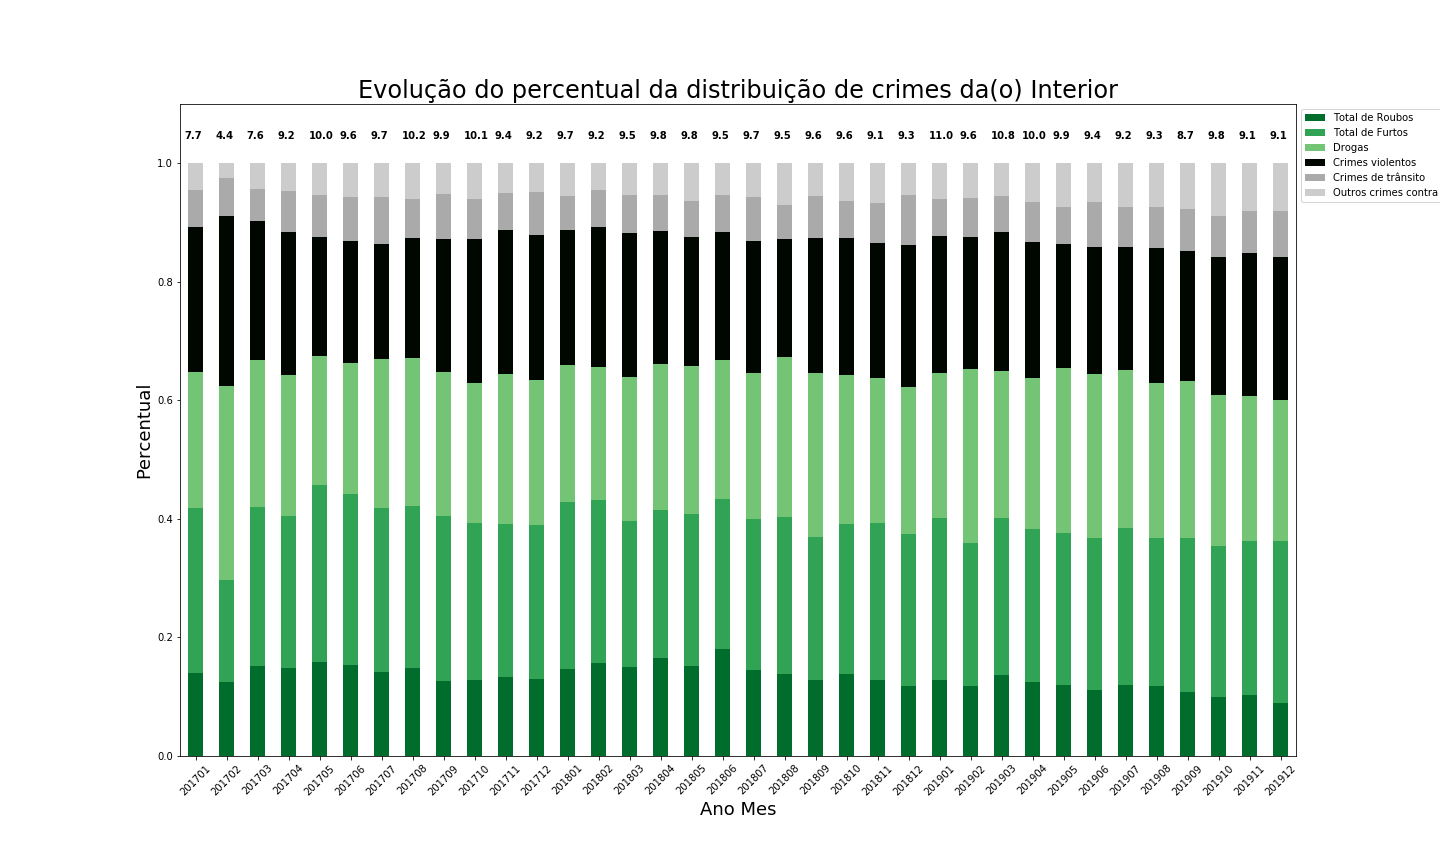 Evolução do percentual da distribuição de crimes da(o) Interior
7.7 4.4 7.6 9.2 10.0 9.6 9.7 10.2 9.9 10.1 9.4 9.2 9.7 9.2 9.5 9.8 9.8 9.5 9.7 9.5 9.6 9.6 9.1 9.3 11.0 9.6 10.8 10.0 9.9 9.4 9.2 9.3 8.7 9.8 9.1 9.1
Total de Roubos
Total de Furtos
Drogas
Crimes violentos
Crimes de trânsito
Outros crimes contra
1.0
0.8
0.6
0.4
0.2
0.0
Percentual
201701 201702 201703 201704 201705 201706 201707 201708 201709 201710 201711 201712 201801 201802 201803 201804 201805 201806 201807 201808 201809 201810 201811 201812 201901 201902 201903 201904 201905 201906 201907 201908 201909 201910 201911 201912
Ano Mes